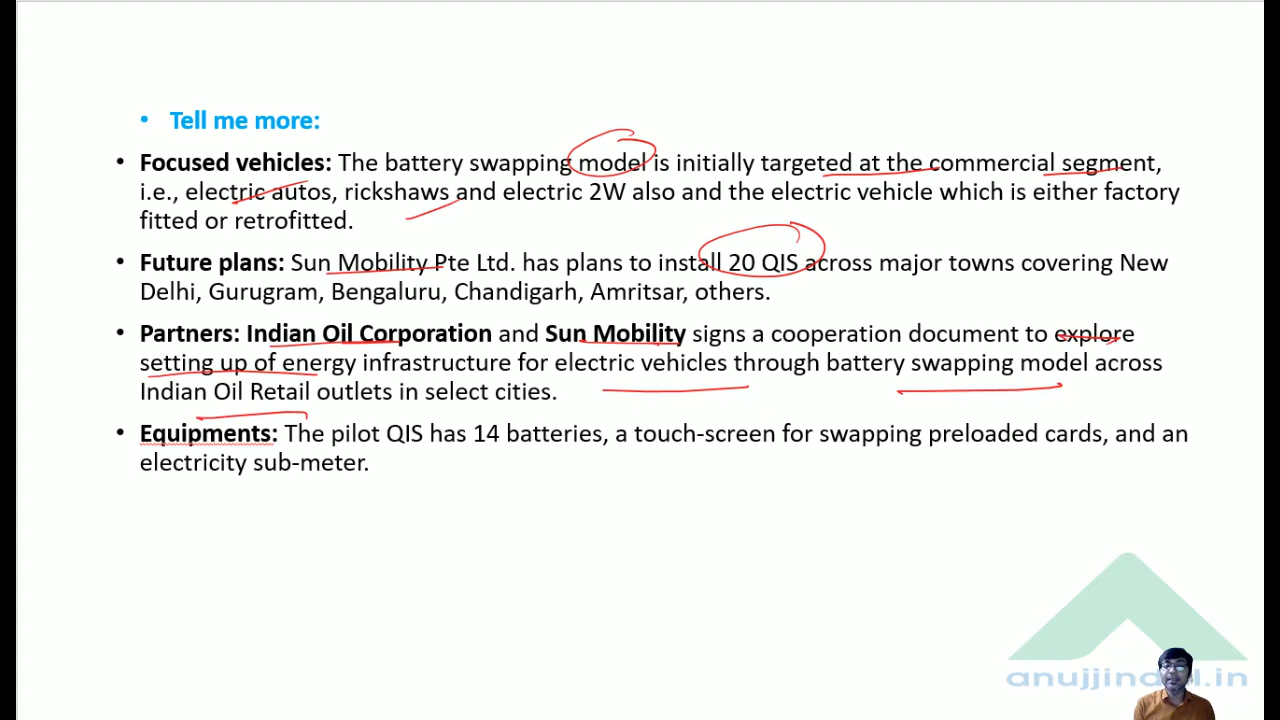 • Tell me more:
• Focused vehicles: The battery swapping model is initially targeted at the commercial segment,
i.e., electric autos, rickshaws and electric 2W also and the electric vehicle which is either factory
fitted or retrofitted.
• Future plans: Sun Mobility Pte Ltd. has plans to install 20 QIS across major towns covering New
Delhi, Gurugram, Bengaluru, Chandigarh, Amritsar, others.
• Partners: Indian Oil Corporation and Sun Mobility signs a cooperation document to explore
setting up of energy infrastructure for electric vehicles through battery swapping model across
Indian Oil Retail outlets in select cities.
• Equipments: The pilot QIS has 14 batteries, a touch-screen for swapping preloaded cards, and an
electricity sub-meter.